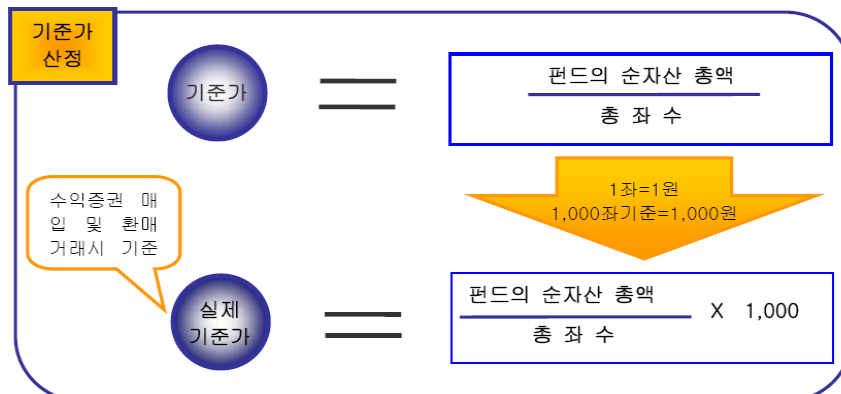 기준가
산정
기준가
펀드의 순자산 총액
총 좌 수
1좌=1원
1,000좌기준=1,000원
수익증권 매
입 및 환매
거래시 기준
실제
기준가
펀드의 순자산 총액
총 좌 수
X 1,000